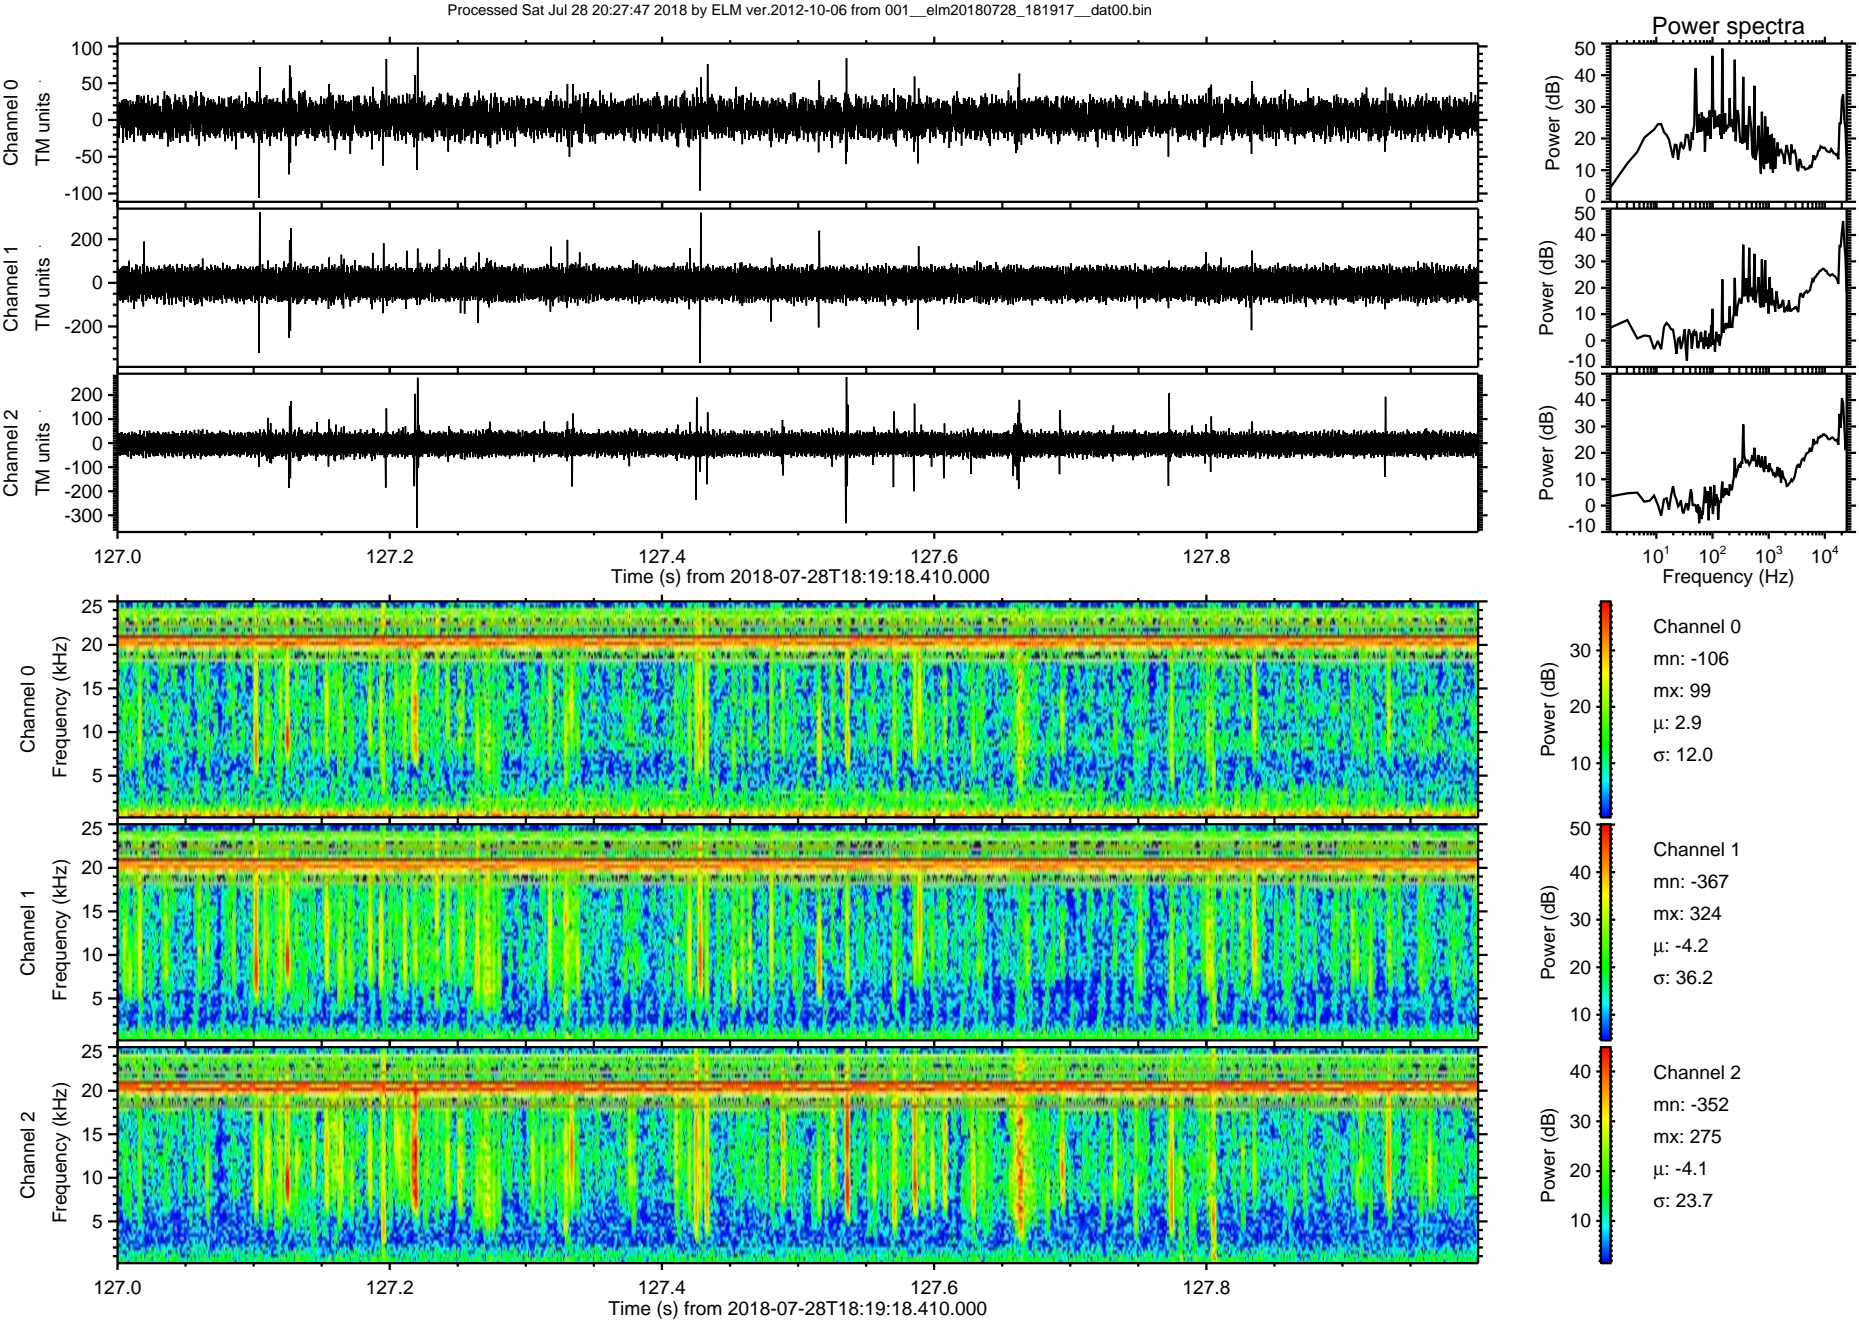 Processed Sat Jul 28 20:27:47 2018 by ELM ver.2012-10-06 from 001__elm20180728_181917__dat00.bin
Power spectra
Channel 0
TM units
100
50
0
-50
-100
Power (dB)
50
40
30
20
10
0
Channel 1
TM units
200
0
-200
Power (dB)
50
40
30
20
10
0
-10
Channel 2
TM units
200
100
0
-100
-200
-300
Power (dB)
50
40
30
20
10
0
-10
127.0 127.2 127.4 127.6 127.8
Time (s) from 2018-07-28T18:19:18.410.000
10¹ 10² 10³ 10⁴
Frequency (Hz)
Channel 0
Frequency (kHz)
25
20
15
10
5
Power (dB)
30
20
10
Channel 0
mn: -106
mx: 99
µ: 2.9
σ: 12.0
Channel 1
Frequency (kHz)
25
20
15
10
5
Power (dB)
50
40
30
20
10
Channel 1
mn: -367
mx: 324
µ: -4.2
σ: 36.2
Channel 2
Frequency (kHz)
25
20
15
10
5
Power (dB)
40
30
20
10
Channel 2
mn: -352
mx: 275
µ: -4.1
σ: 23.7
127.0 127.2 127.4 127.6 127.8
Time (s) from 2018-07-28T18:19:18.410.000